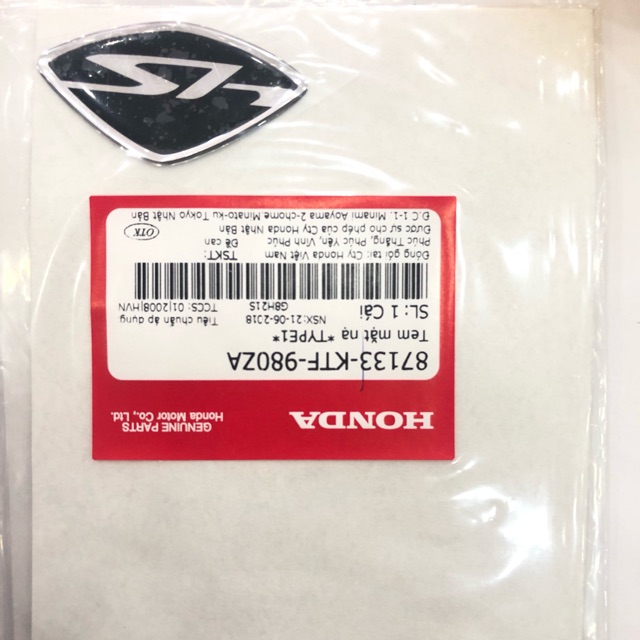 SH
HONDA
GENUINE PARTS
Honda Motor Co., Ltd.
87133-KTF-980ZA
Tem mặt nạ *TYPE1*
SL: 1 Cái
NSX:21-06-2018
G8H21S
Tiêu chuẩn áp dụng
TCCS: 01|2008|HVN
Đóng gói tại: Cty Honda Việt Nam
Phúc Thắng, Phúc Yên, Vĩnh Phúc
Được sự cho phép của Cty Honda Nhật Bản
Đ.C:1-1, Minami Aoyama 2-chome Minato-ku Tokyo Nhật Bản
TSKT:
Đề can
OTK